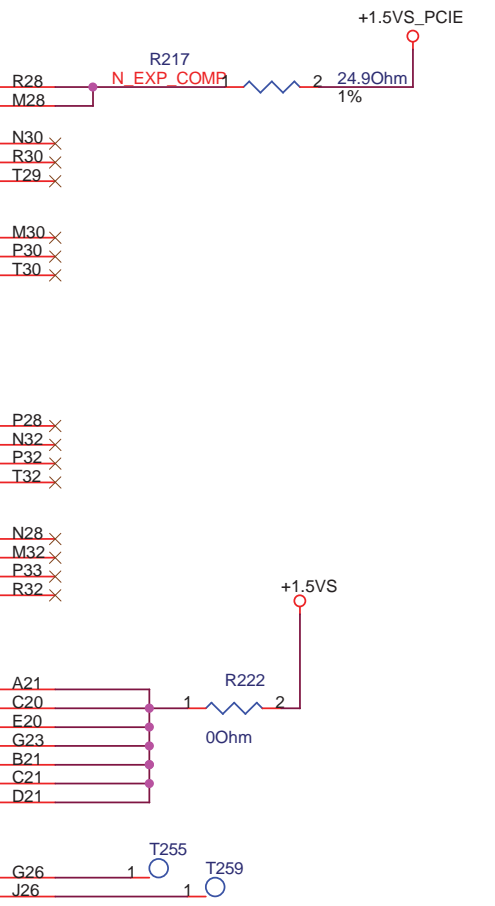 +1.5VS_PCIE
R217
R28 N_EXP_COMP 1 2 24.9Ohm
M28 1%
N30
R30
T29
M30
P30
T30
P28
N32
P32
T32
N28
M32
P33
R32
+1.5VS
A21 R222
C20 1 2
E20
G23 0Ohm
B21
C21
D21
T255
G26 1 T259
J26 1